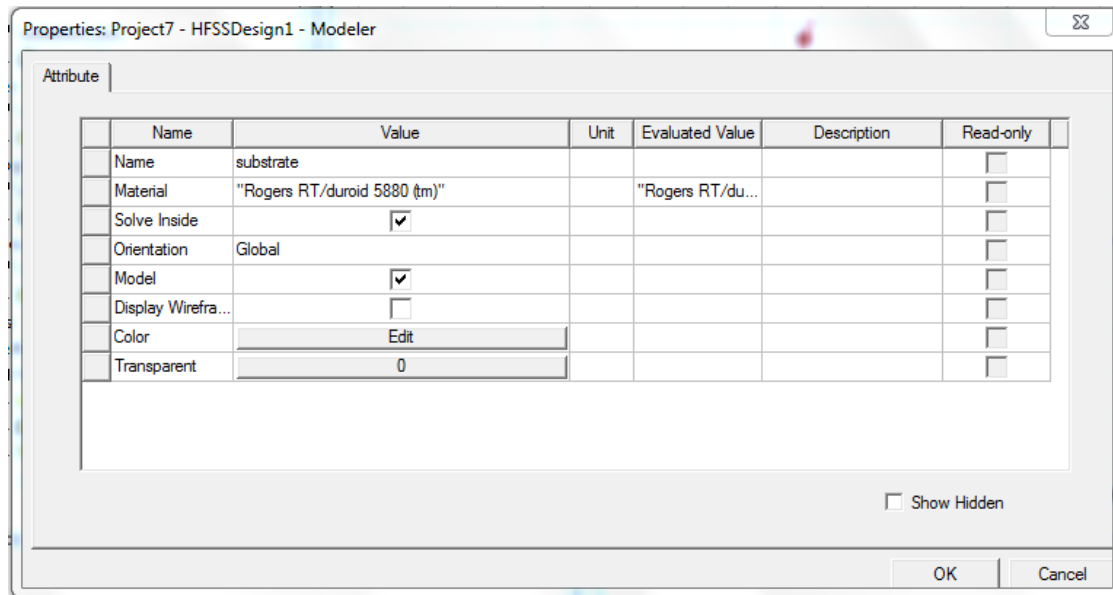 Properties: Project7 - HFSSDesign1 - Modeler
Attribute
Name Value Unit Evaluated Value Description Read-only
Name substrate
Material "Rogers RT/duroid 5880 (tm)" "Rogers RT/du...
Solve Inside
Orientation Global
Model
Display Wirefra...
Color Edit
Transparent 0
Show Hidden
OK Cancel